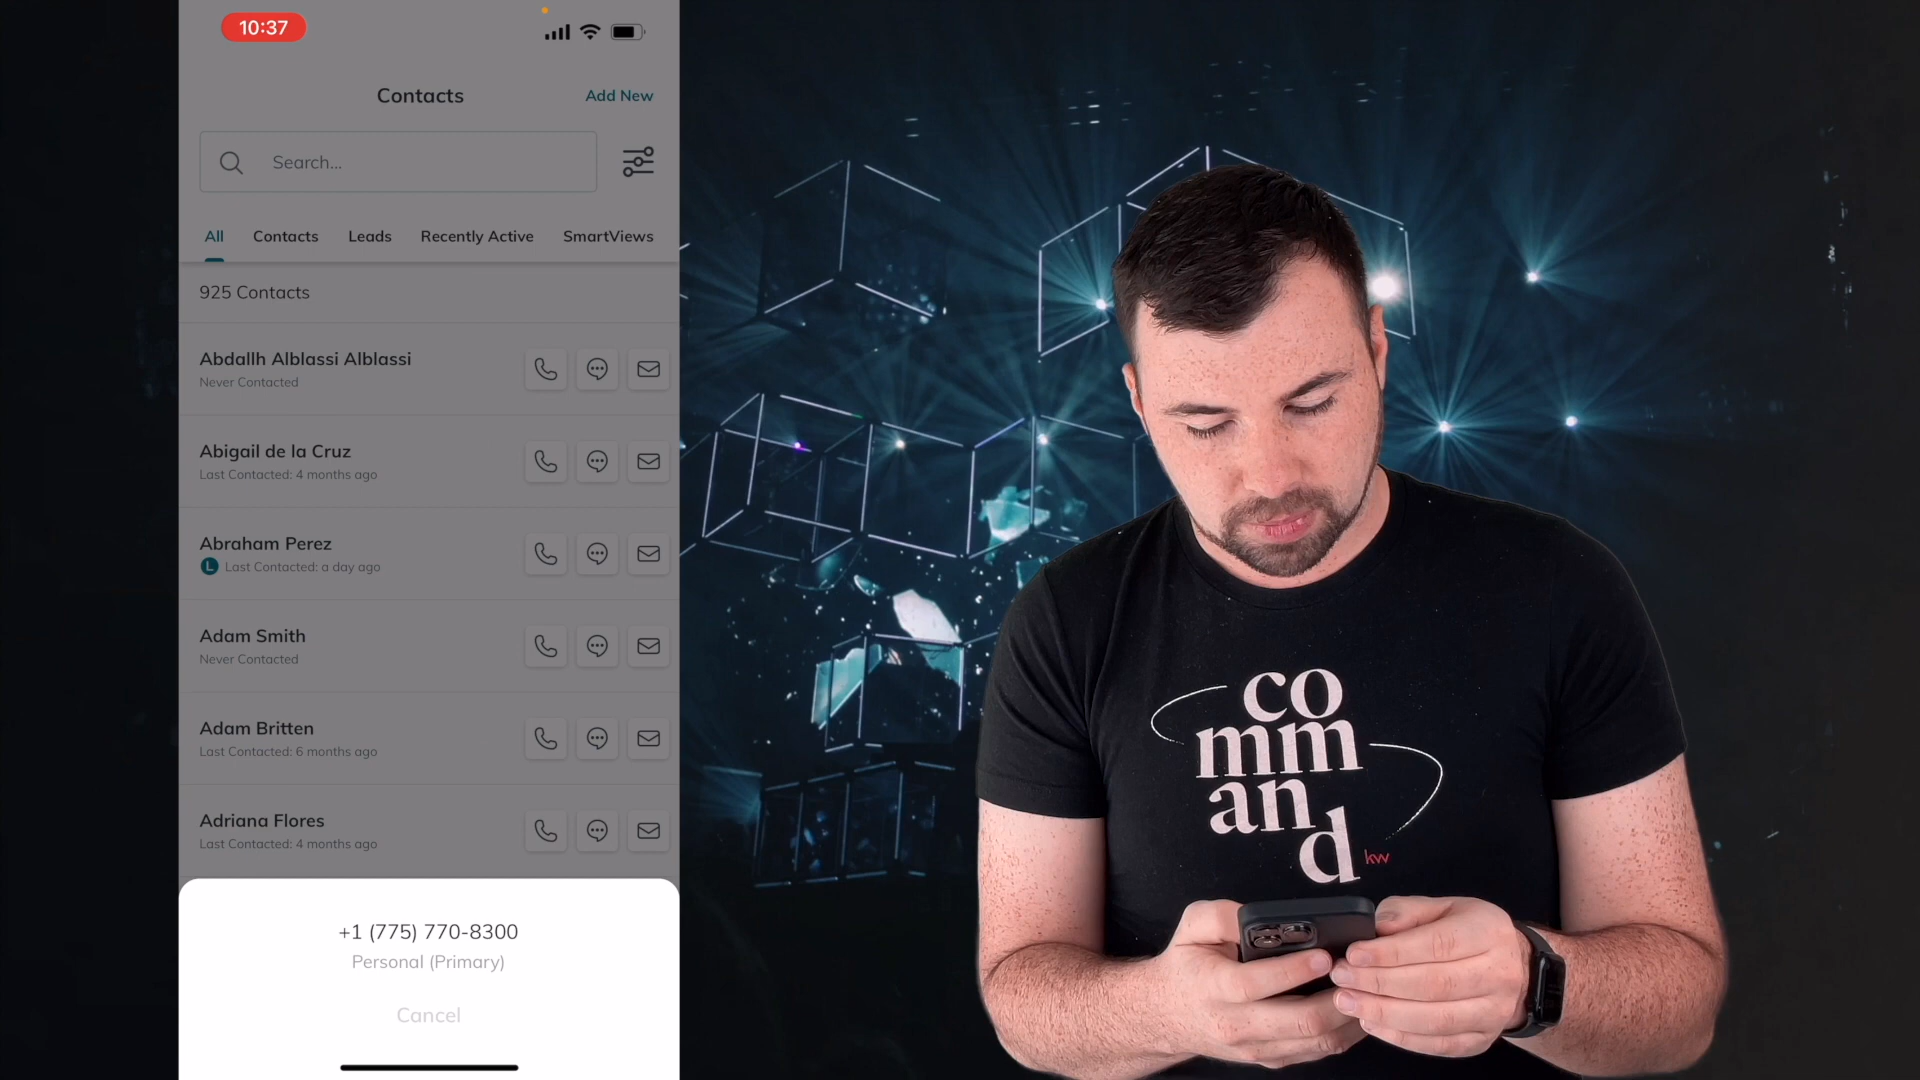 10:37
Contacts
Add New
Search...
All Contacts Leads Recently Active SmartViews
925 Contacts
Abdallh Alblassi Alblassi
Never Contacted
Abigail de la Cruz
Last Contacted: 4 months ago
Abraham Perez
L Last Contacted: a day ago
Adam Smith
Never Contacted
Adam Britten
Last Contacted: 6 months ago
Adriana Flores
Last Contacted: 4 months ago
+1 (775) 770-8300
Personal (Primary)
Cancel
co
mm
an
d
kw